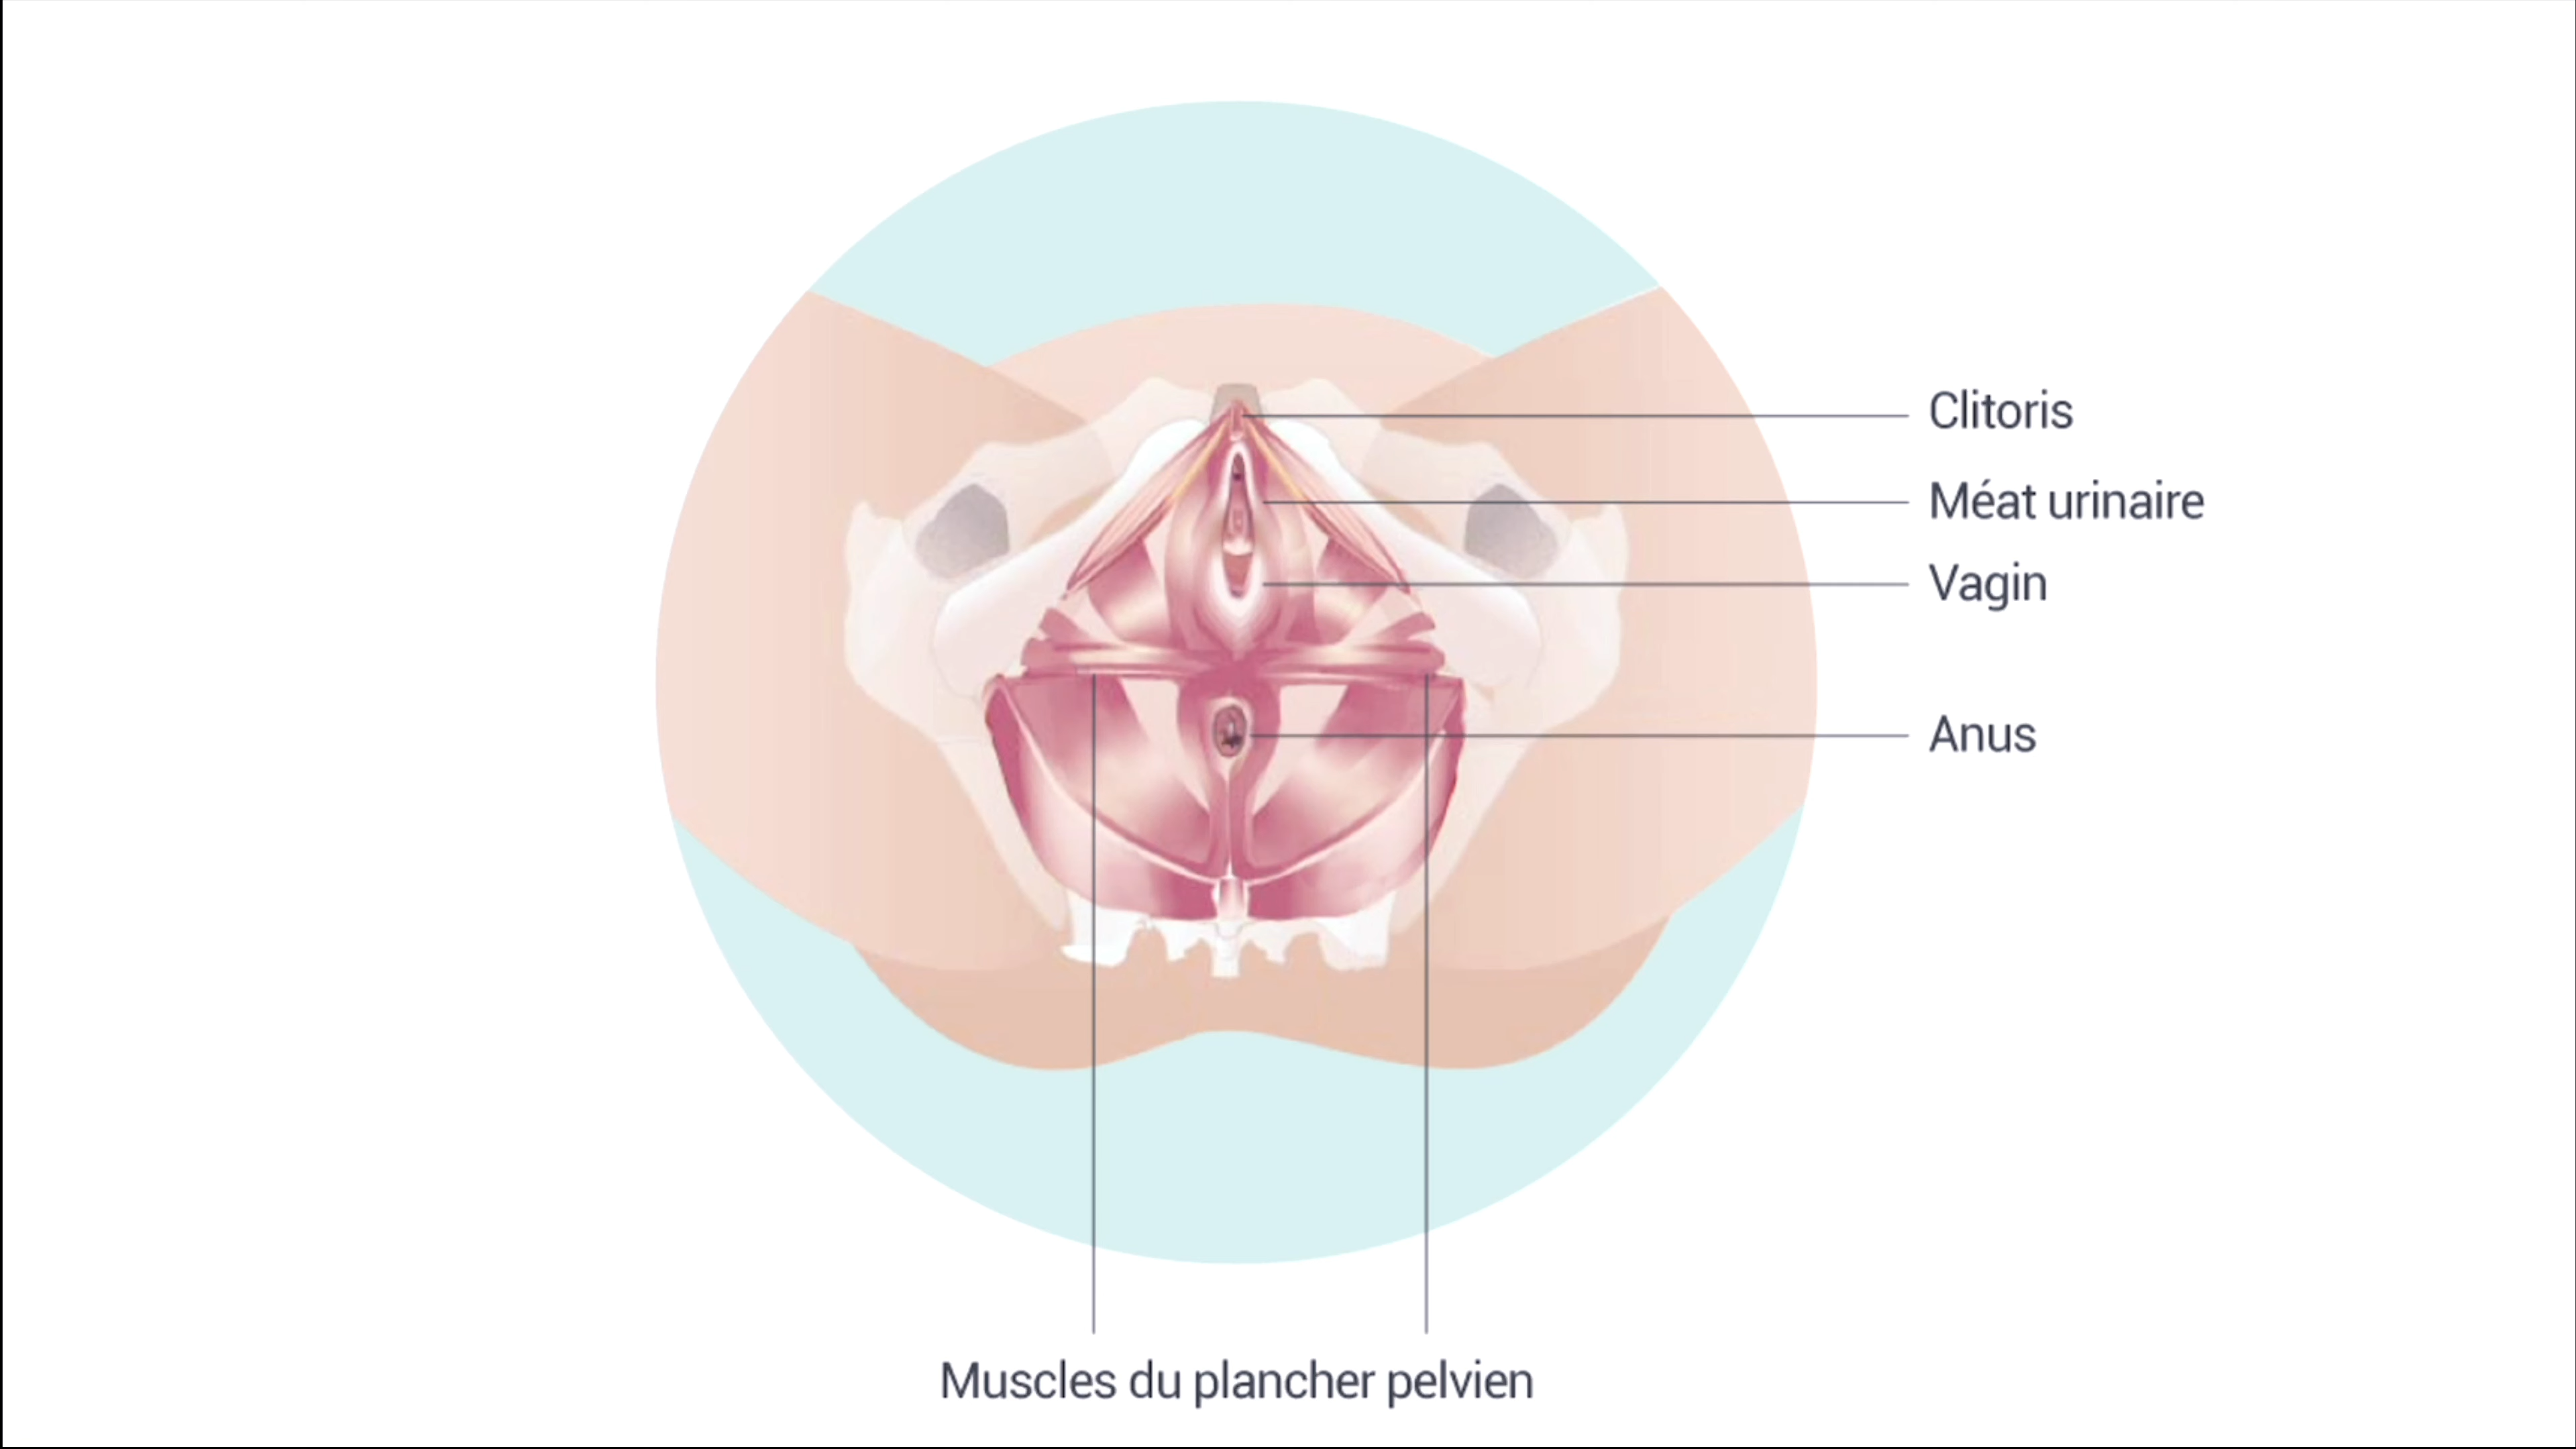 Clitoris
Méat urinaire
Vagin
Anus
Muscles du plancher pelvien